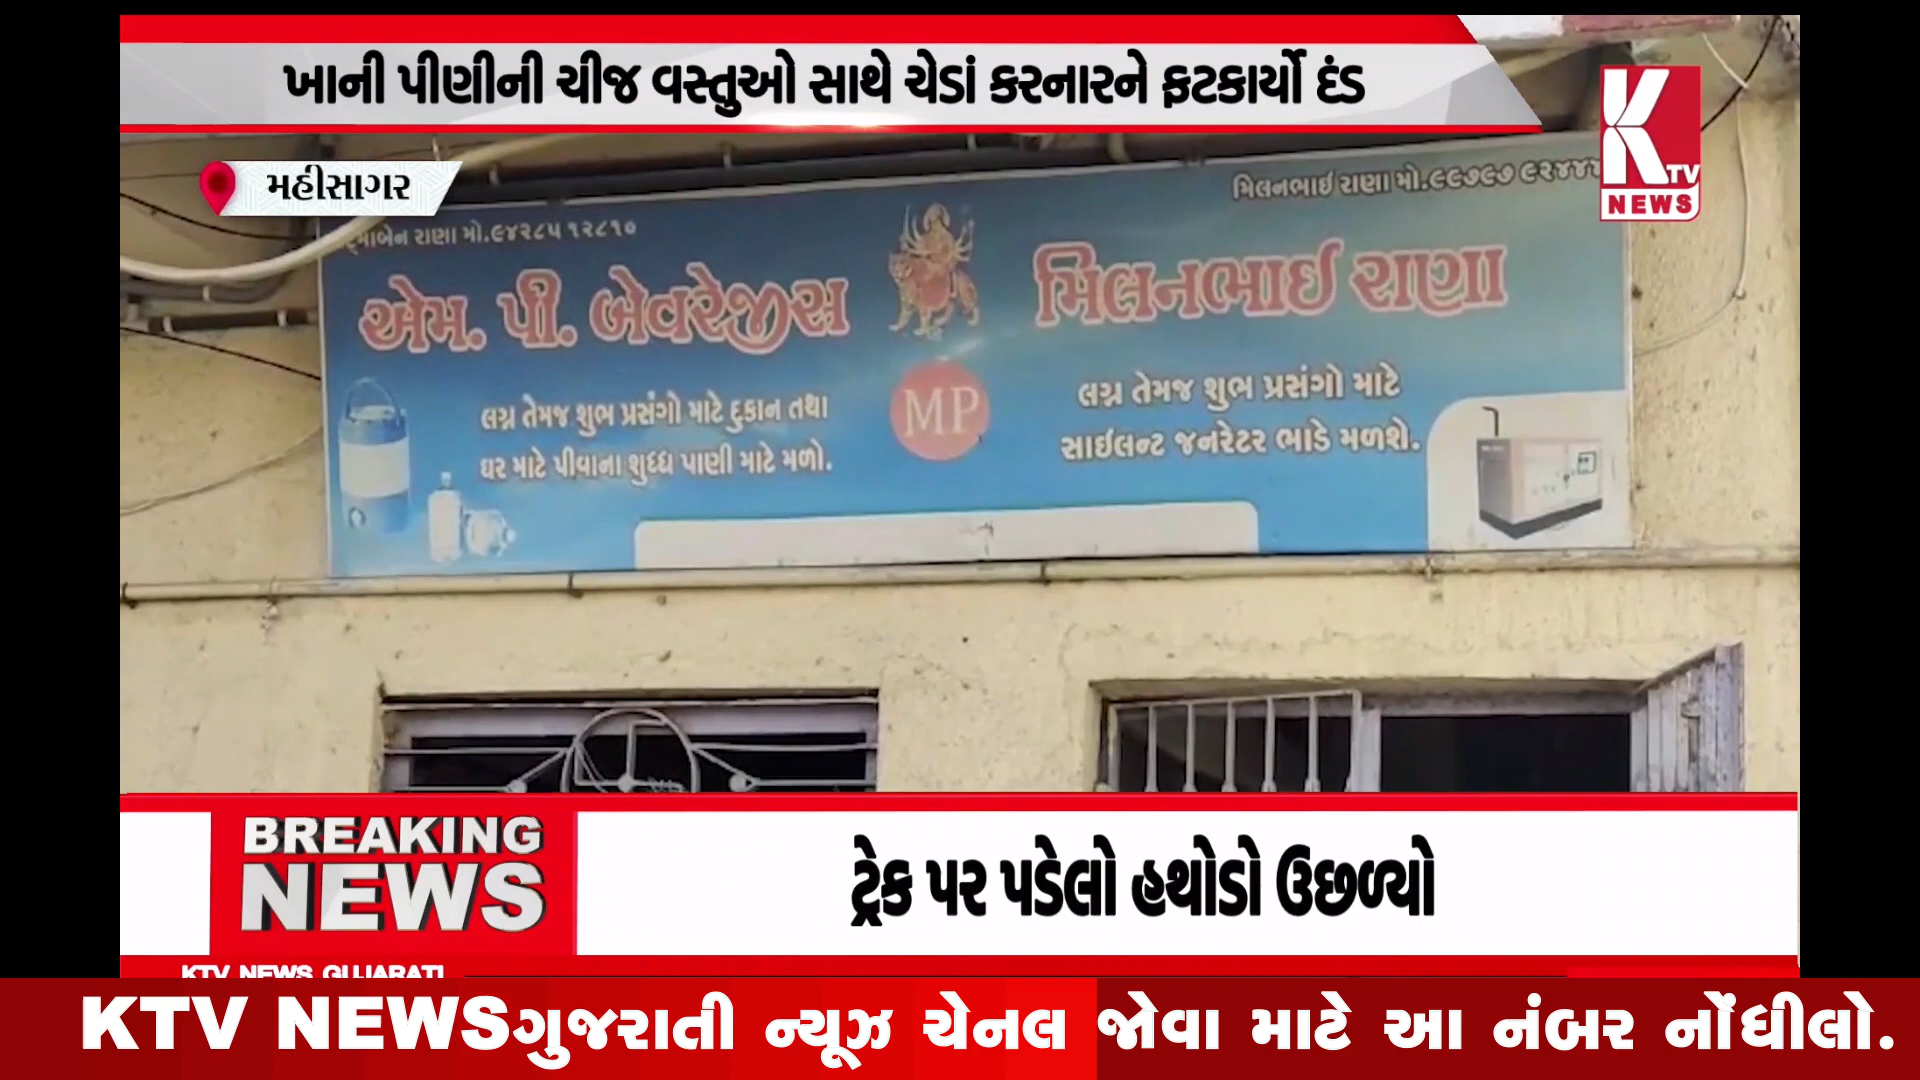 ખાની પીણીની ચીજ વસ્તુઓ સાથે ચેડાં કરનારને ફટકાર્યો દંડ
K TV NEWS
મહીસાગર
રાણા મો.૯૪૨૮૫ ૧૨૮૧૦
મિલનભાઈ રાણા મો.૯૯૭૯૭
એમ. પી. બેવરેજીસ
મિલનભાઈ રાણા
લગ્ન તેમજ શુભ પ્રસંગો માટે દુકાન તથા
ઘર માટે પીવાના શુધ્ધ પાણી માટે મળો.
MP
લગ્ન તેમજ શુભ પ્રસંગો માટે
સાઈલન્ટ જનરેટર ભાડે મળશે.
BREAKING NEWS
ટ્રેક પર પડેલો હથોડો ઉછળ્યો
KTV NEWS GUJARATI
KTV NEWSગુજરાતી ન્યૂઝ ચેનલ જોવા માટે આ નંબર નોંધીલો.